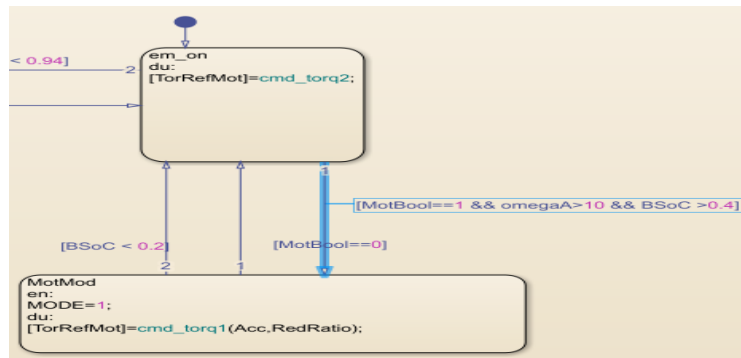 em_on
< 0.94]
2
du:
[TorRefMot]=cmd_torq2;
1
[MotBool==1 && omegaA>10 && BSoC >0.4]
[BSoC < 0.2]
[MotBool==0]
2
1
MotMod
en:
MODE=1;
du:
[TorRefMot]=cmd_torq1(Acc,RedRatio);